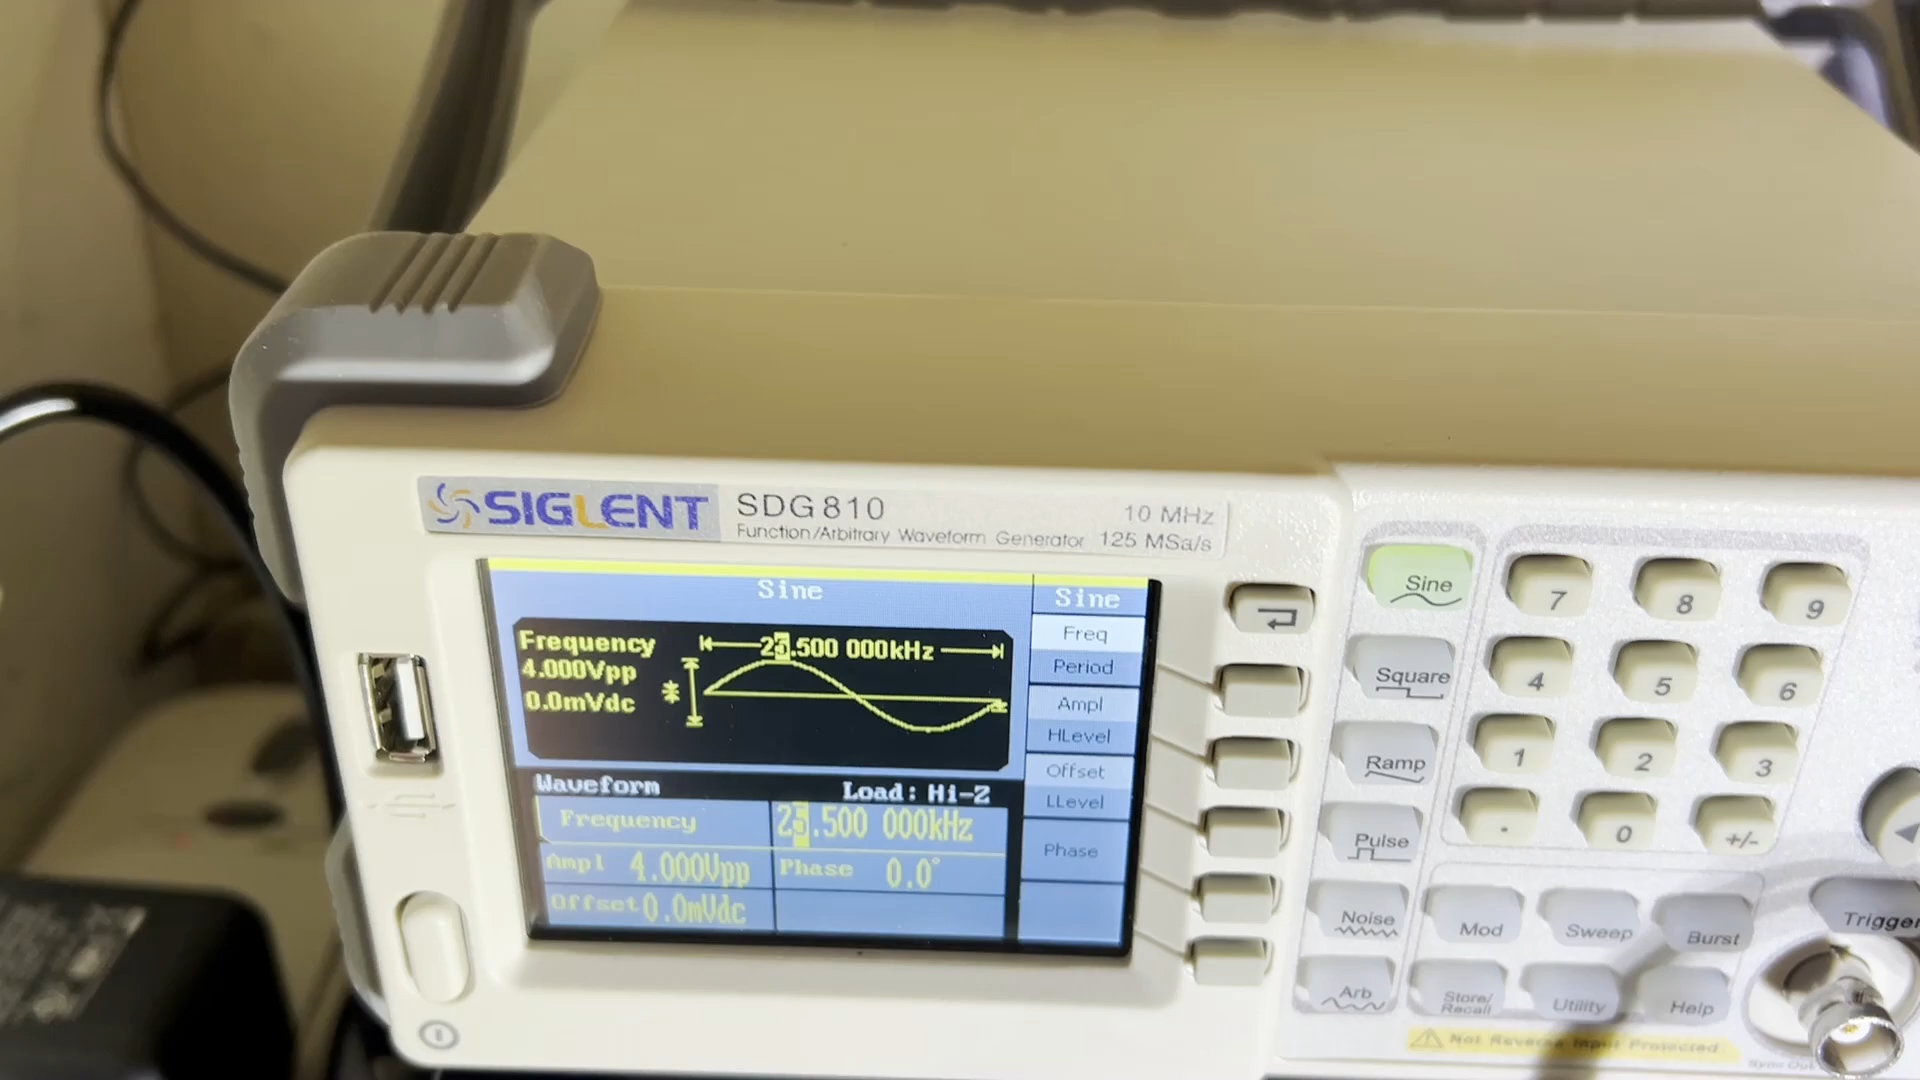 SIGLENT SDG810 10 MHz
Function/Arbitrary Waveform Generator 125 MSa/s
Sine
Frequency 25.500 000kHz
4.000Vpp
0.0mVdc
Waveform Load: Hi-Z
Frequency 25.500 000kHz
Ampl 4.000Vpp Phase 0.0°
Offset 0.0mVdc
Sine
Freq
Period
Ampl
HLevel
Offset
LLevel
Phase
Sine
Square
Ramp
Pulse
Noise
Arb
7 8 9
4 5 6
1 2 3
. 0 +/-
Mod Sweep Burst
Store/Recall Utility Help
Trigger
Not Reverse Input Protected
Sync Out